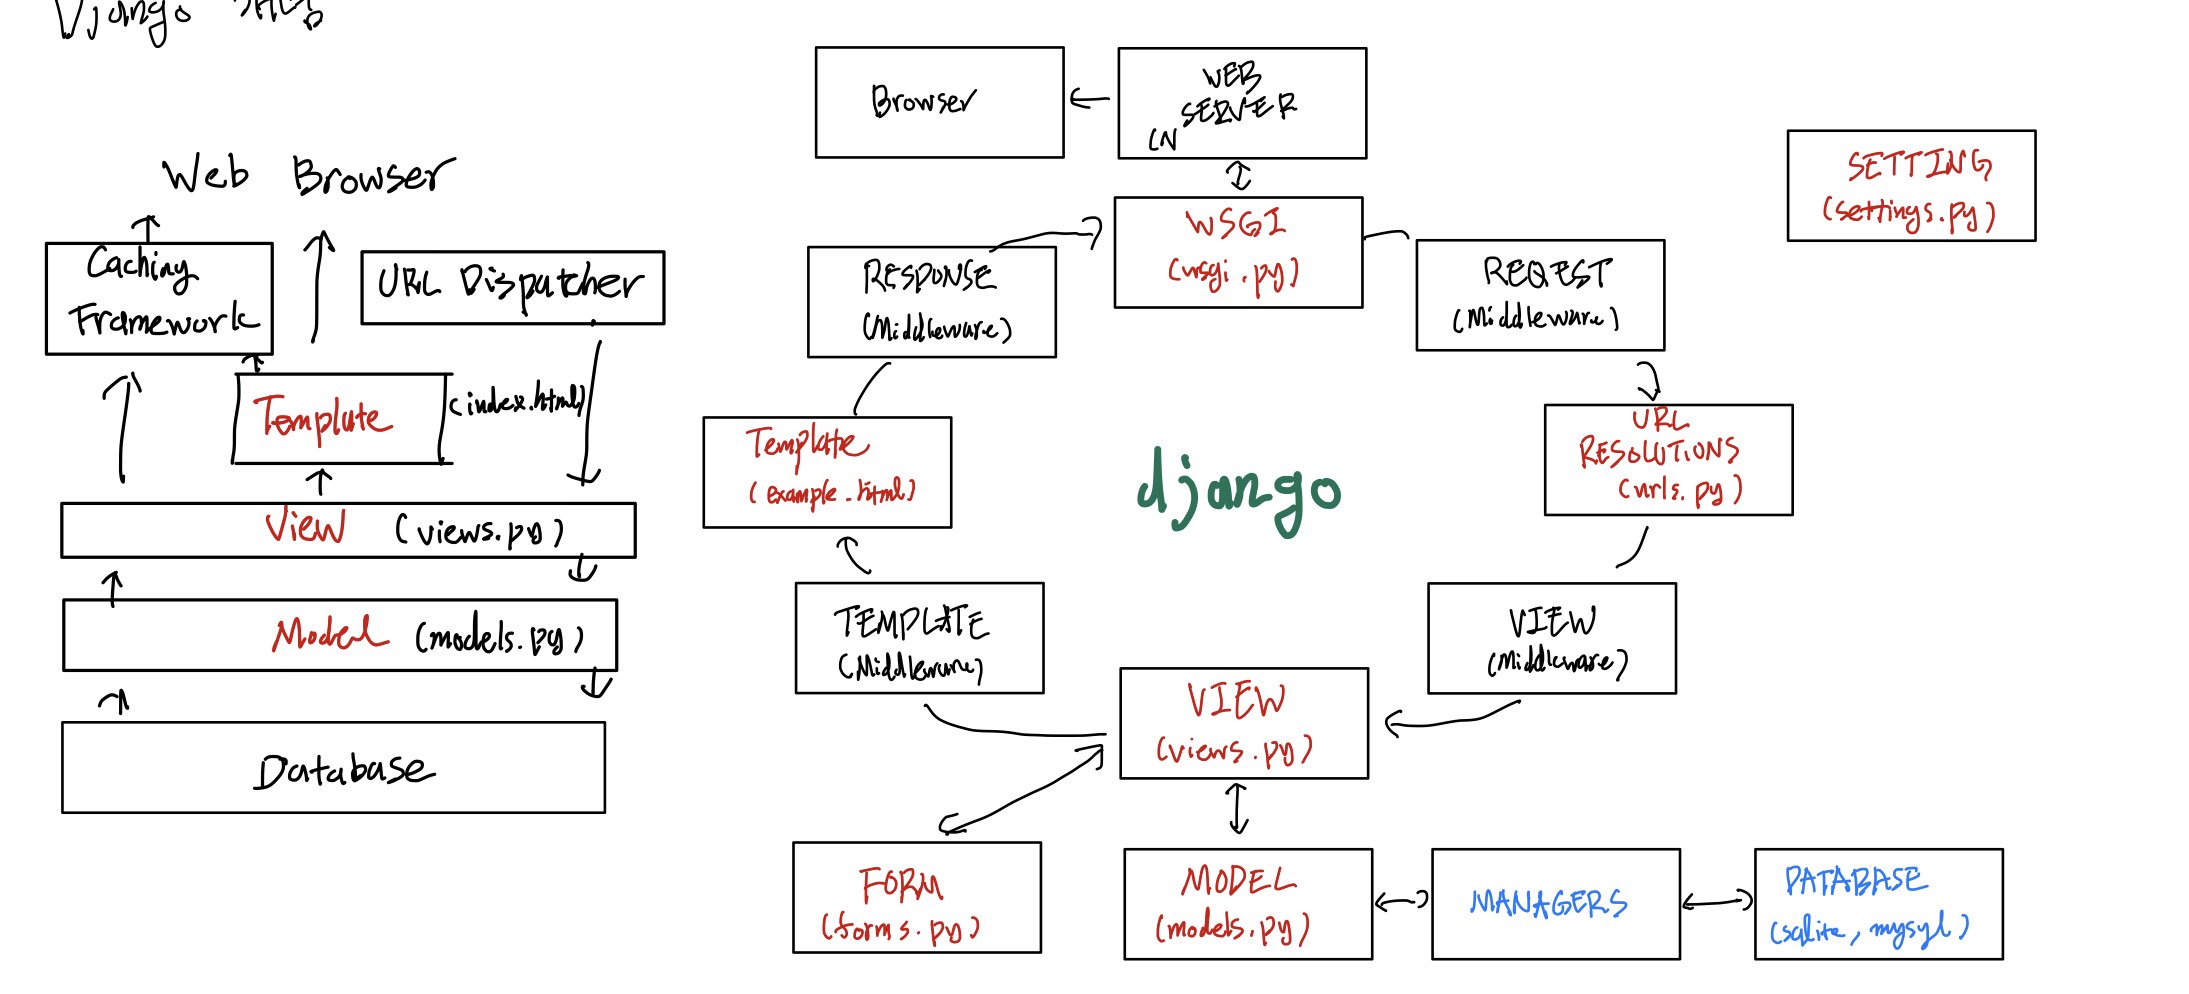 Django
Web Browser
Caching
Framework
URL Dispatcher
Template
(index.html)
View (views.py)
Model (models.py)
Database
Browser
WEB
SERVER
WSGI
(wsgi.py)
RESPONSE
(Middleware)
REQEST
(Middleware)
SETTING
(settings.py)
Template
(example.html)
django
URL
RESOLUTIONS
(urls.py)
TEMPLATE
(Middleware)
VIEW
(Middleware)
VIEW
(views.py)
FORM
(forms.py)
MODEL
(models.py)
MANAGERS
DATABASE
(sqlite, mysql)